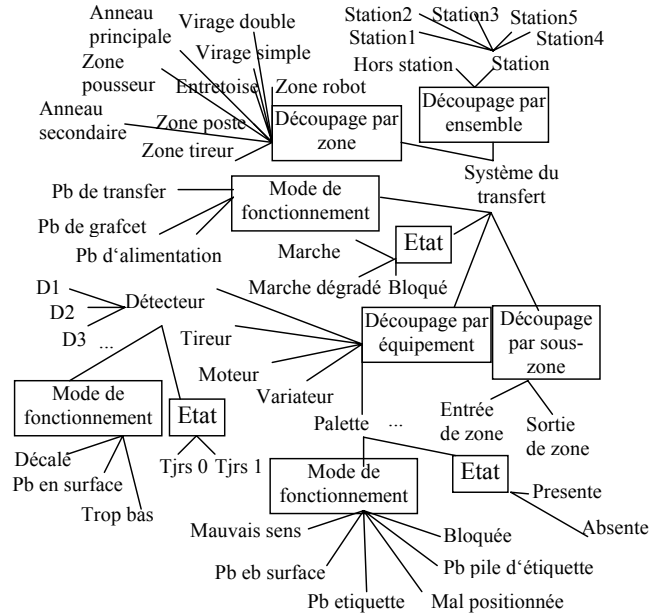 Anneau
principale
Virage double
Station2
Station3
Station5
Station1
Station4
Virage simple
Zone
pousseur
Entretoise
Zone robot
Hors station
Station
Anneau
secondaire
Zone poste
Découpage par
zone
Découpage par
ensemble
Zone tireur
Système du
transfert
Pb de transfer
Mode de
fonctionnement
Pb de grafcet
Pb d‘alimentation
Marche
Etat
Marche dégradé
Bloqué
D1
D2
D3
...
Détecteur
Tireur
Moteur
Variateur
Découpage par
équipement
Découpage
par sous-
zone
Mode de
fonctionnement
Etat
Palette
...
Entrée
de zone
Sortie
de zone
Décalé
Pb en surface
Trop bas
Tjrs 0
Tjrs 1
Mode de
fonctionnement
Etat
Presente
Absente
Mauvais sens
Bloquée
Pb eb surface
Pb pile d‘étiquette
Pb etiquette
Mal positionnée